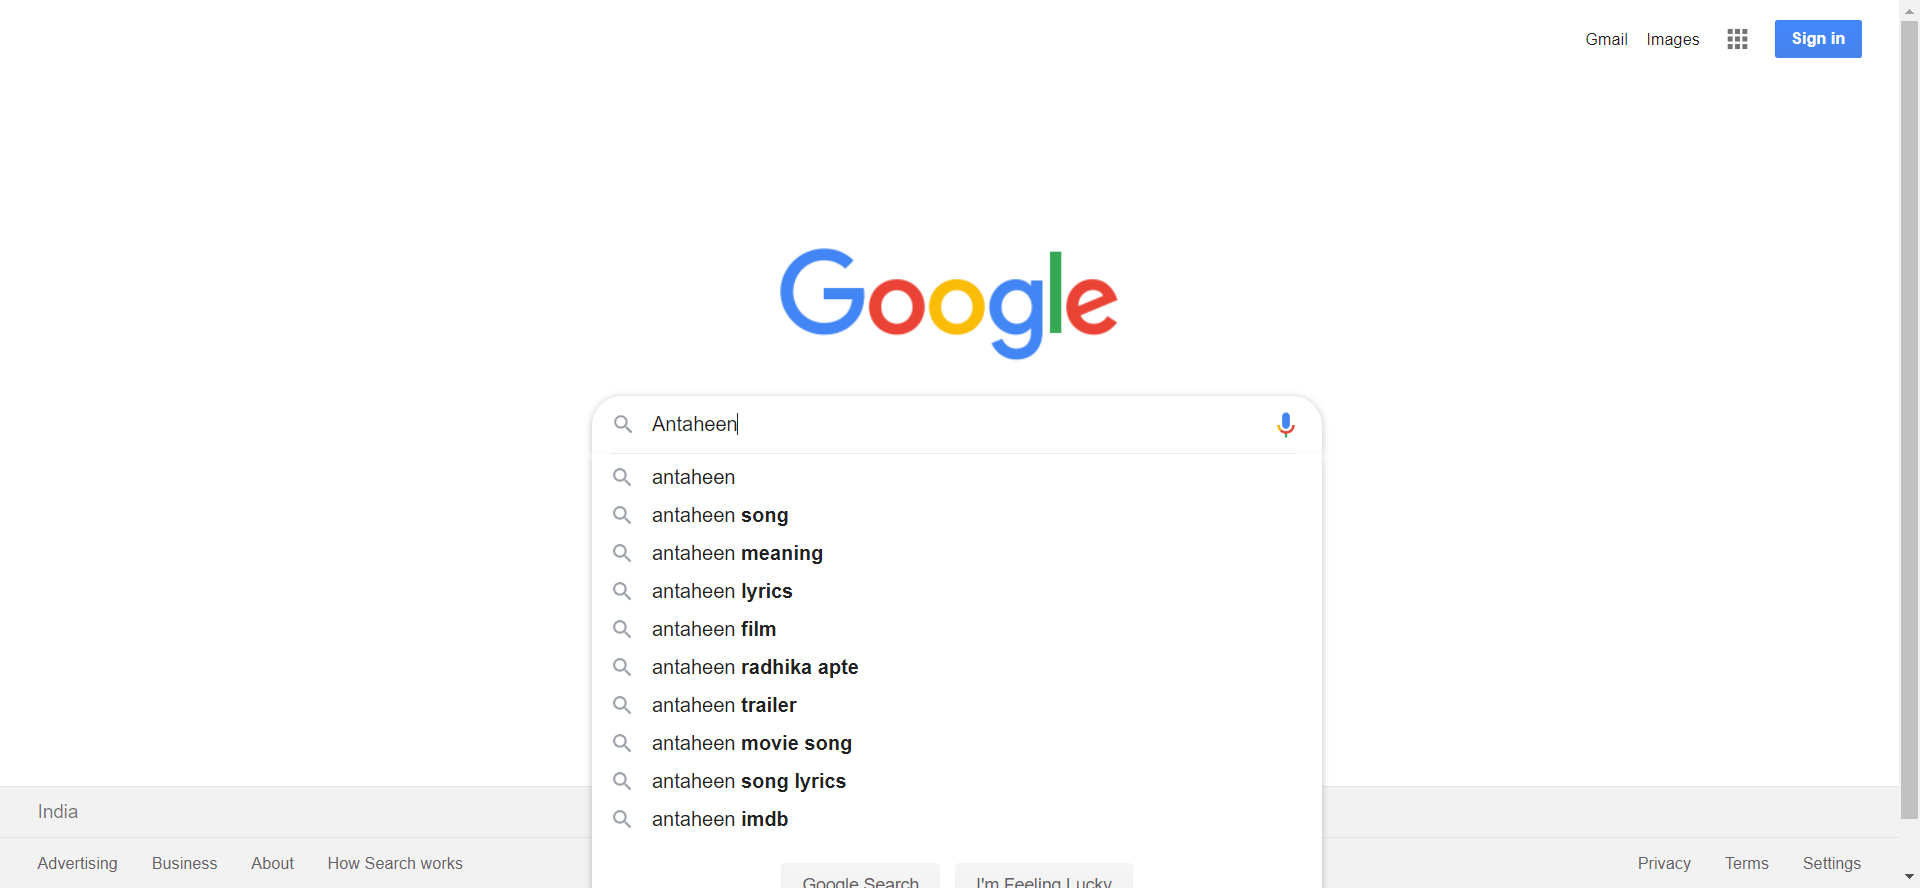 Gmail Images Sign in
Google
Antaheen
antaheen
antaheen song
antaheen meaning
antaheen lyrics
antaheen film
antaheen radhika apte
antaheen trailer
antaheen movie song
antaheen song lyrics
antaheen imdb
India
Google Search I'm Feeling Lucky
Advertising Business About How Search works Privacy Terms Settings